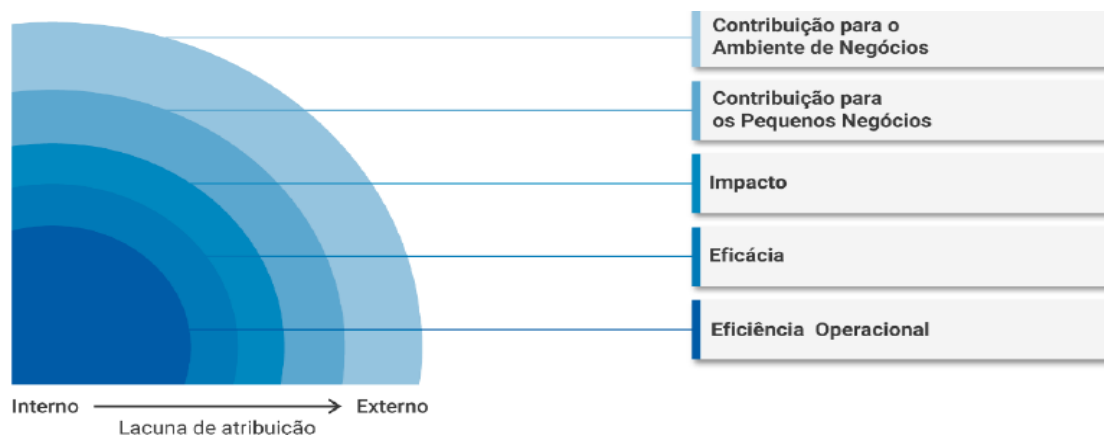 Contribuição para o
Ambiente de Negócios
Contribuição para
os Pequenos Negócios
Impacto
Eficácia
Eficiência Operacional
Interno
Externo
Lacuna de atribuição